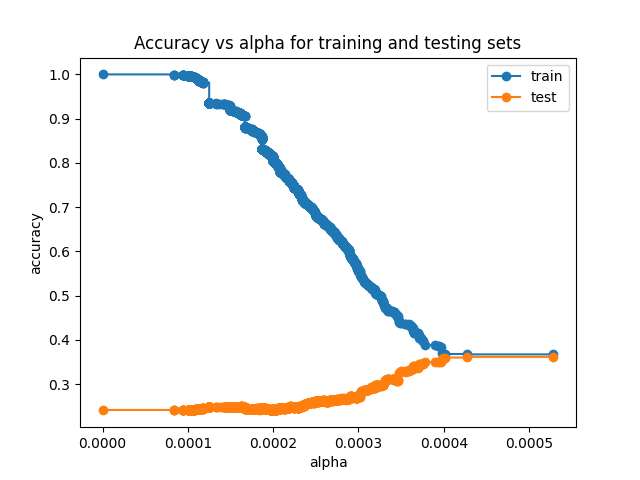 Accuracy vs alpha for training and testing sets
train
test
1.0
0.9
0.8
0.7
0.6
0.5
0.4
0.3
accuracy
0.0000 0.0001 0.0002 0.0003 0.0004 0.0005
alpha